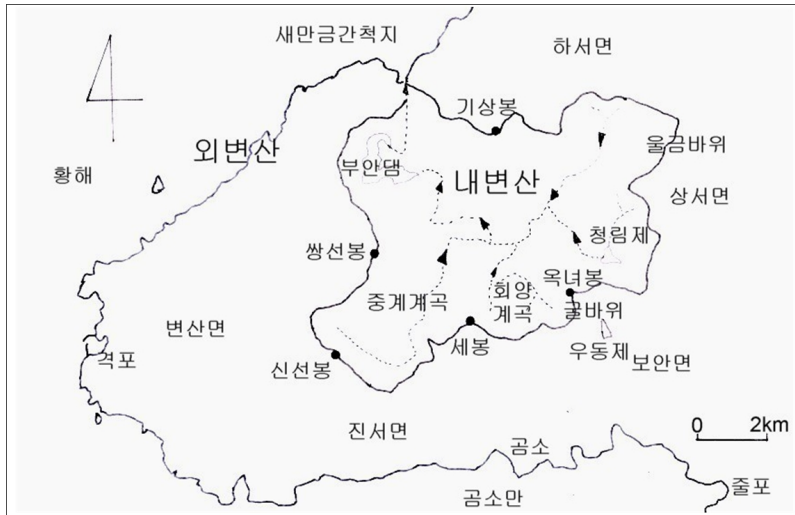 새만금간척지
하서면
기상봉
외변산
울금바위
황해
부안댐
내변산
상서면
청림제
쌍선봉
옥녀봉
회양
계곡
중계계곡
굴바위
변산면
세봉
우동제
보안면
격포
신선봉
진서면
0 2km
곰소
줄포
곰소만